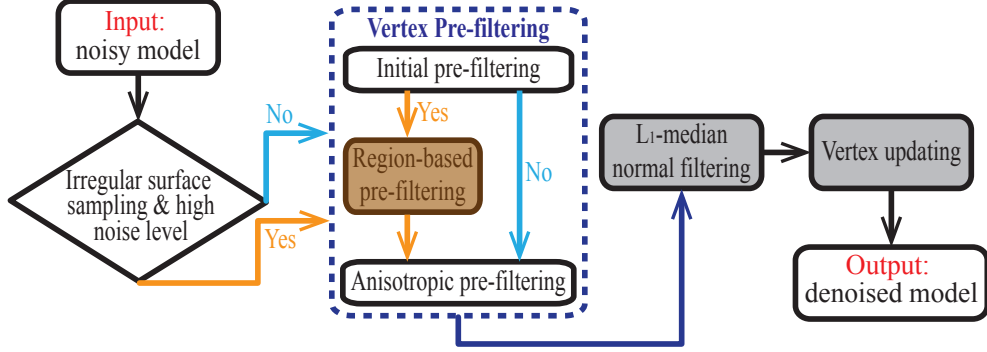 Input:
noisy model
Irregular surface
sampling & high
noise level
No
Yes
Vertex Pre-filtering
Initial pre-filtering
Yes
No
Region-based
pre-filtering
Anisotropic pre-filtering
L1-median
normal filtering
Vertex updating
Output:
denoised model